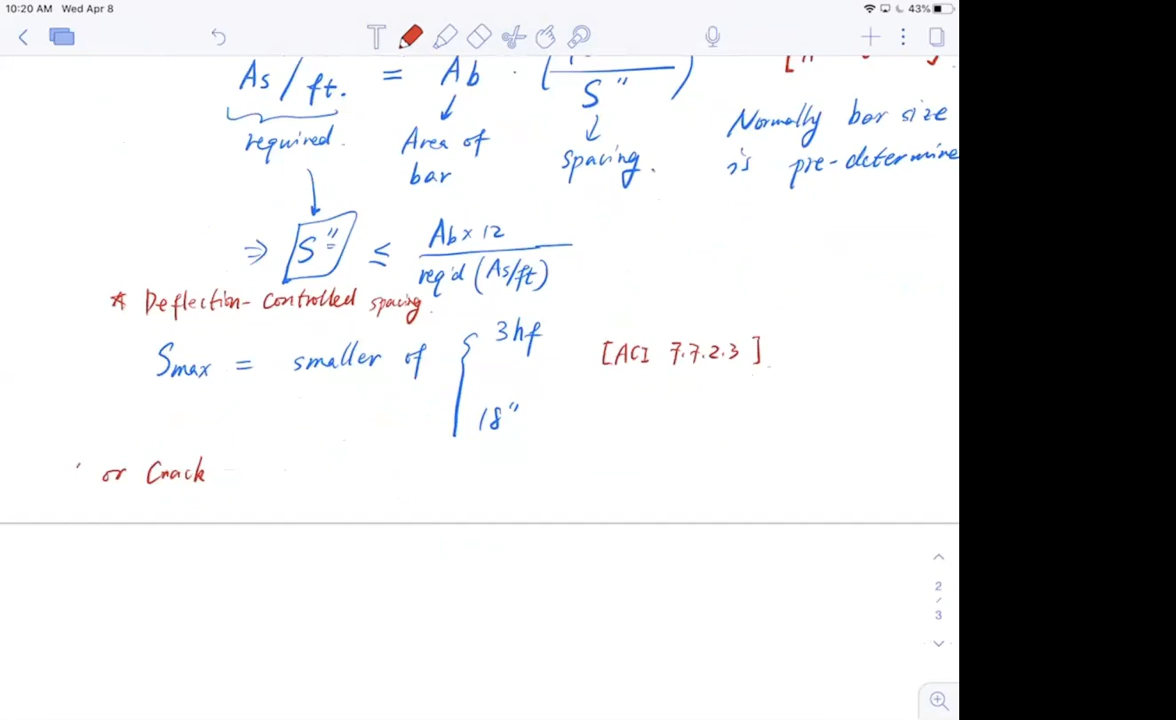 10:20 AM Wed Apr 8
43%
As/ft. = Ab · ( / S")
required. Area of bar spacing.
Normally bar size
is pre-determine
⇒ S" ≤ Ab × 12 / req'd (As/ft)
* Deflection-controlled spacing.
Smax = smaller of { 3hf
18"
[ACI 7.7.2.3]
or Crack
2
/
3